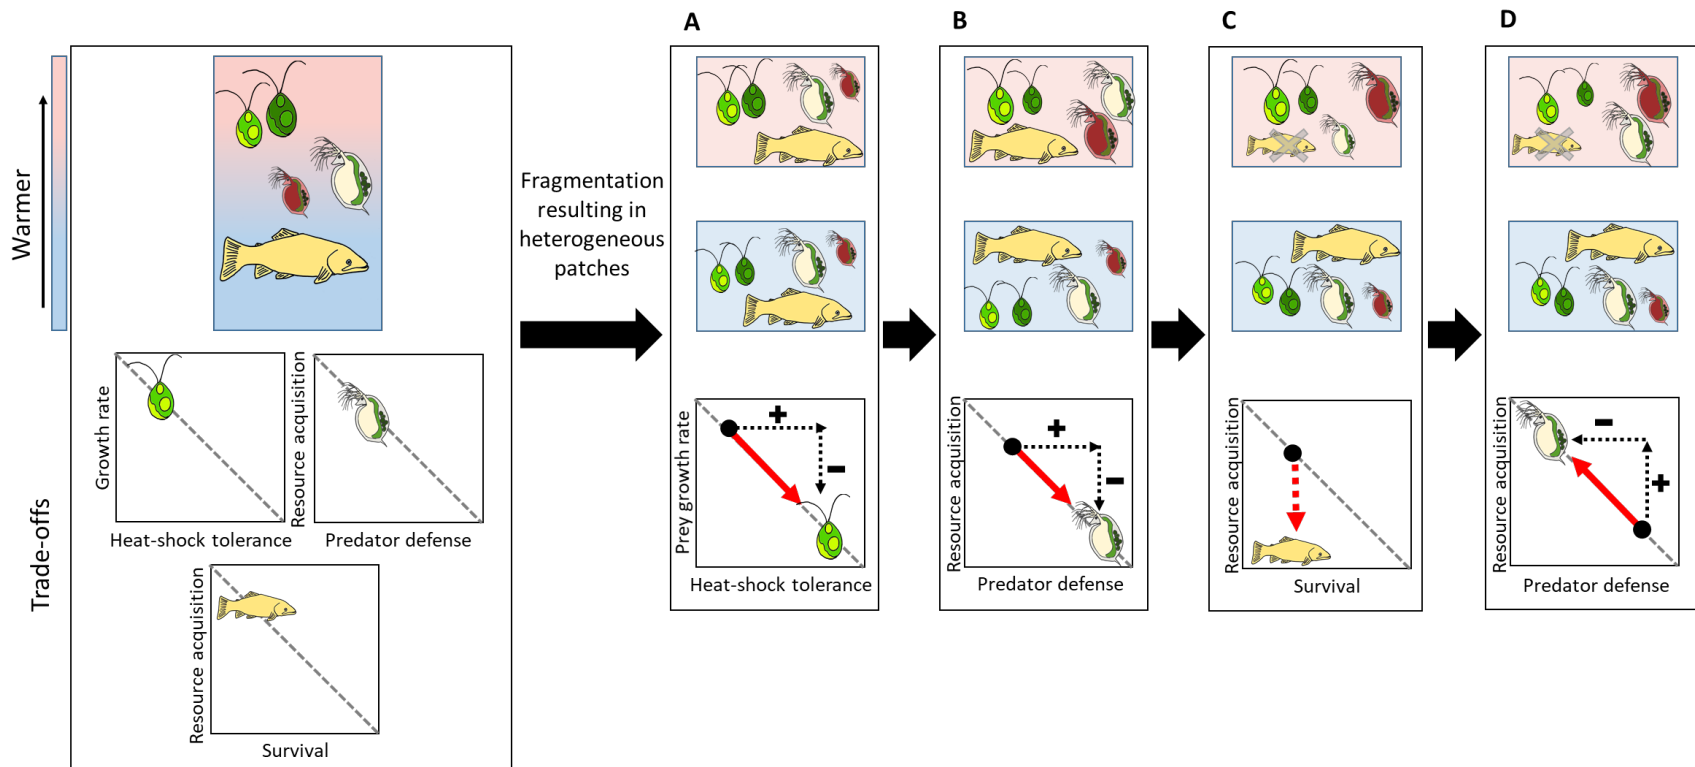 Warmer
Trade-offs
Growth rate
Heat-shock tolerance
Resource acquisition
Predator defense
Resource acquisition
Survival
Fragmentation
resulting in
heterogeneous
patches
A
+
-
Prey growth rate
Heat-shock tolerance
B
+
-
Resource acquisition
Predator defense
C
Resource acquisition
Survival
D
-
+
Resource acquisition
Predator defense